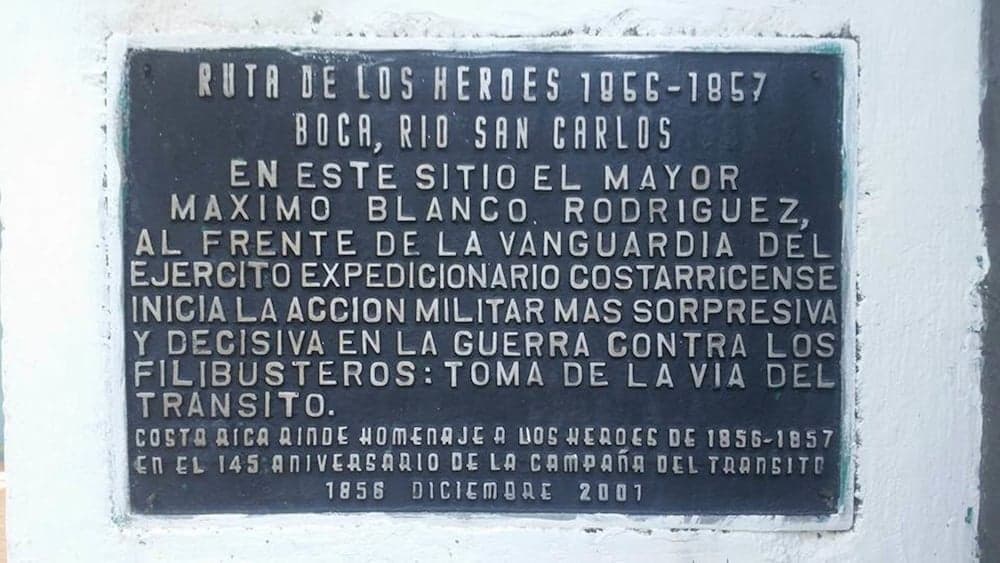 RUTA DE LOS HEROES 1856-1857
BOCA, RIO SAN CARLOS
EN ESTE SITIO EL MAYOR
MAXIMO BLANCO RODRIGUEZ,
AL FRENTE DE LA VANGUARDIA DEL
EJERCITO EXPEDICIONARIO COSTARRICENSE
INICIA LA ACCION MILITAR MAS SORPRESIVA
Y DECISIVA EN LA GUERRA CONTRA LOS
FILIBUSTEROS: TOMA DE LA VIA DEL
TRANSITO.
COSTA RICA RINDE HOMENAJE A LOS HEROES DE 1856-1857
EN EL 145 ANIVERSARIO DE LA CAMPAÑA DEL TRANSITO
1856 DICIEMBRE 2001